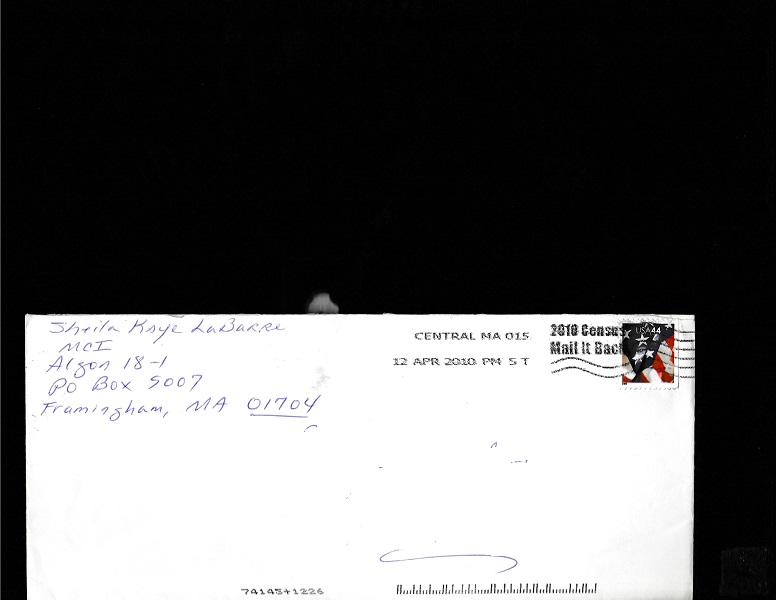 Sheila Kaye LaBarre
MCI
Algon 18-1
PO Box 5007
Framingham, MA 01704
CENTRAL MA 015
12 APR 2010 PM 5 T
2010 Census
Mail It Back
USA 44
74145+1226